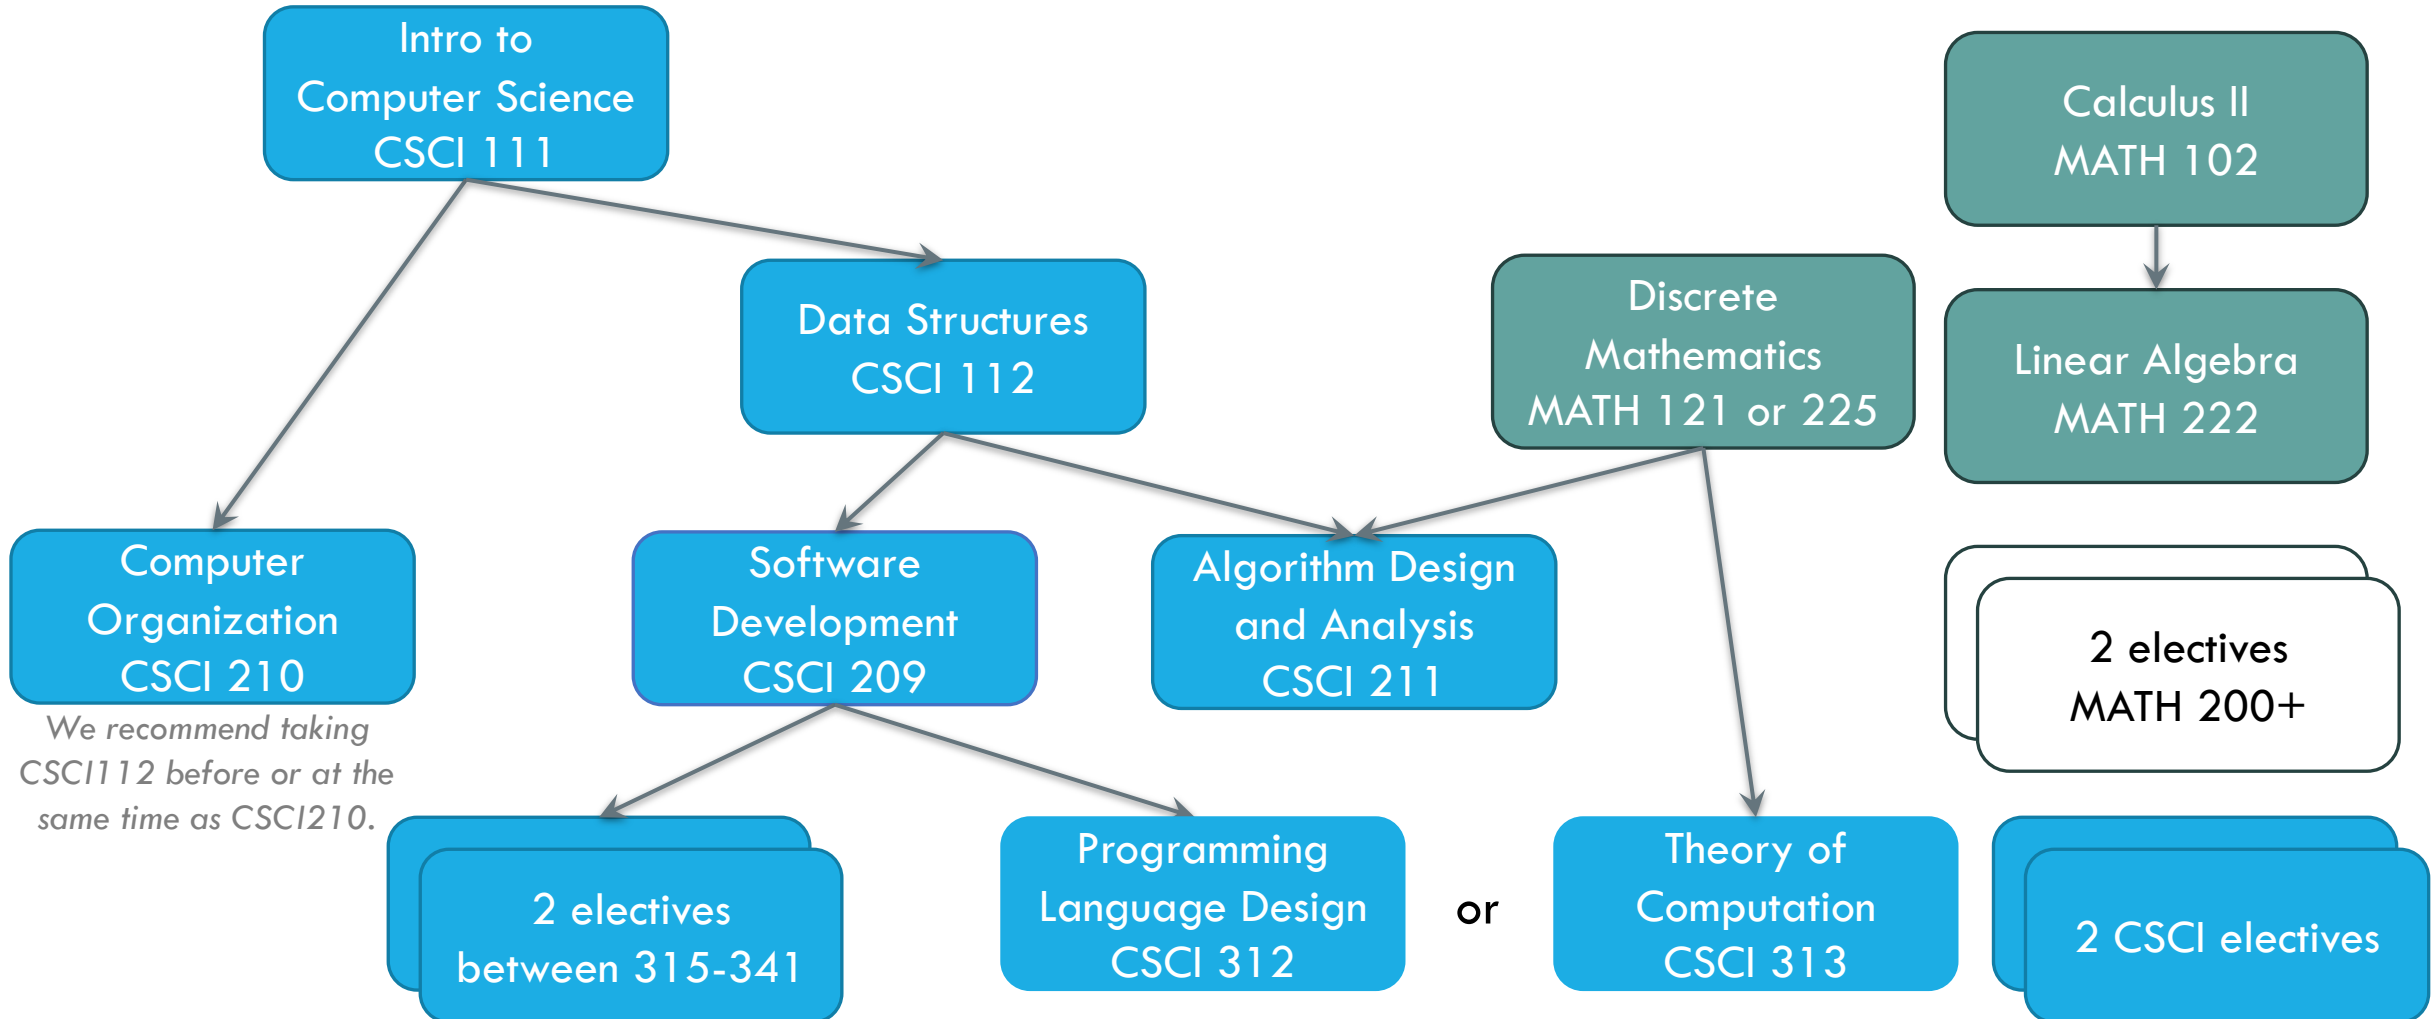 Intro to
Computer Science
CSCI 111
Calculus II
MATH 102
Data Structures
CSCI 112
Discrete
Mathematics
MATH 121 or 225
Linear Algebra
MATH 222
Computer
Organization
CSCI 210
We recommend taking
CSCI112 before or at the
same time as CSCI210.
Software
Development
CSCI 209
Algorithm Design
and Analysis
CSCI 211
2 electives
MATH 200+
2 electives
between 315-341
Programming
Language Design
CSCI 312
or
Theory of
Computation
CSCI 313
2 CSCI electives